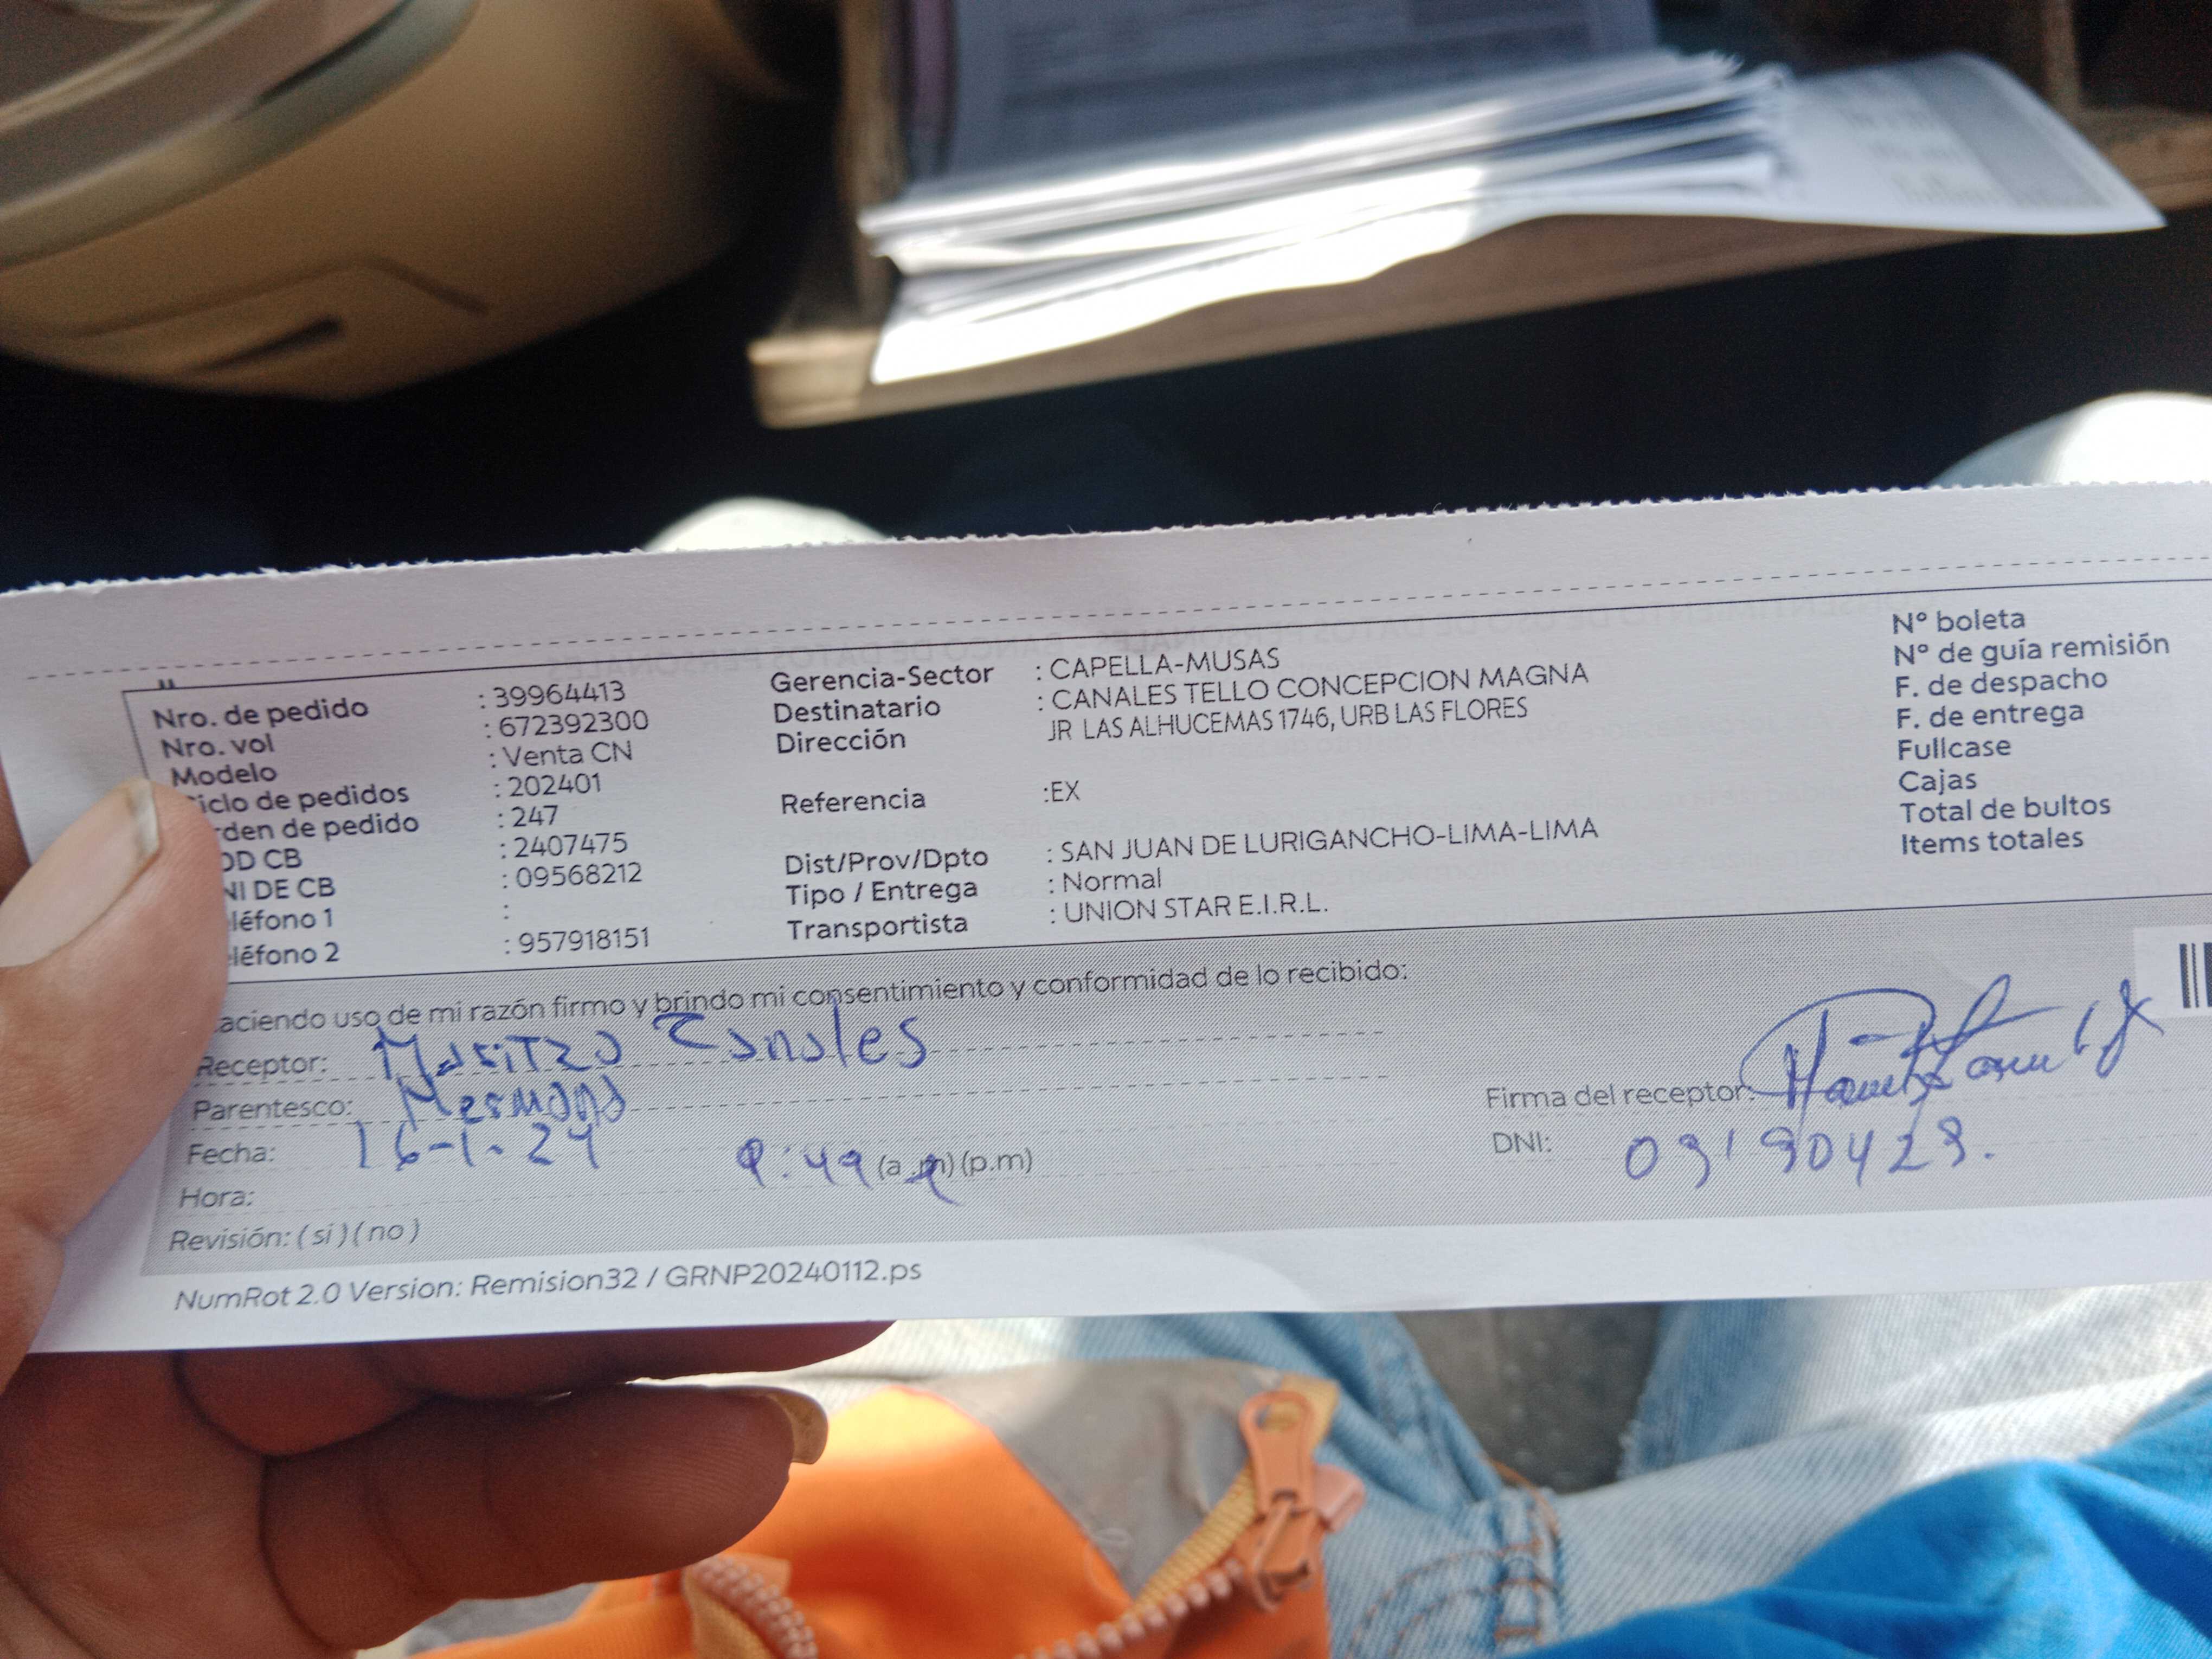 Nro. de pedido : 39964413
Nro. vol : 672392300
Modelo : Venta CN
iclo de pedidos : 202401
rden de pedido : 247
OD CB : 2407475
NI DE CB : 09568212
léfono 1 :
léfono 2 : 957918151
Gerencia-Sector : CAPELLA-MUSAS
Destinatario : CANALES TELLO CONCEPCION MAGNA
Dirección JR LAS ALHUCEMAS 1746, URB LAS FLORES
Referencia :EX
Dist/Prov/Dpto : SAN JUAN DE LURIGANCHO-LIMA-LIMA
Tipo / Entrega : Normal
Transportista : UNION STAR E.I.R.L.
N° boleta
N° de guía remisión
F. de despacho
F. de entrega
Fullcase
Cajas
Total de bultos
Items totales
aciendo uso de mi razón firmo y brindo mi consentimiento y conformidad de lo recibido:
Receptor: Maritza Canales
Parentesco: Hermana
Fecha: 16-1-24
Hora: 9:49 (a.m) (p.m)
Revisión: ( si ) ( no )
Firma del receptor:
DNI:
NumRot 2.0 Version: Remision32 / GRNP20240112.ps